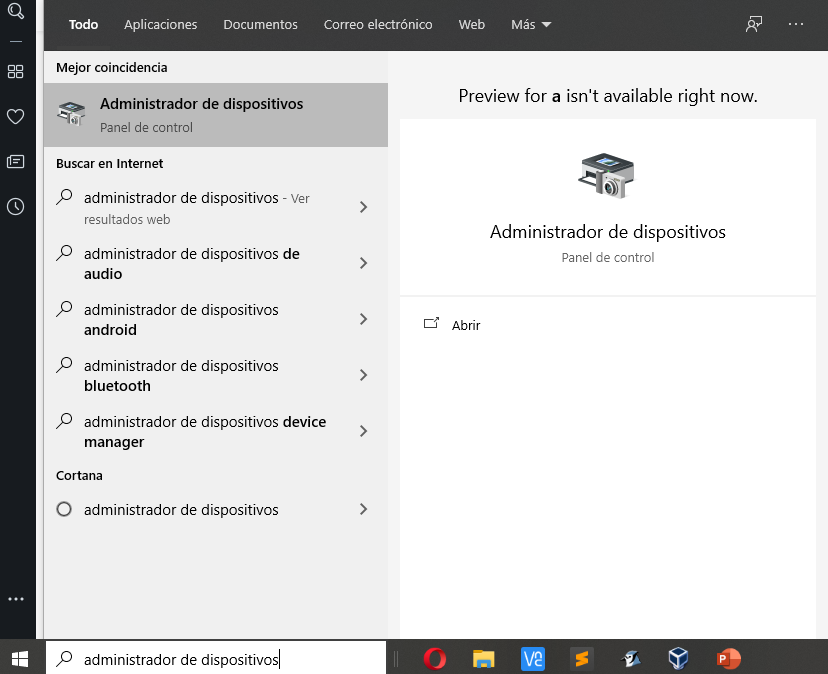 Todo Aplicaciones Documentos Correo electrónico Web Más
Mejor coincidencia
Administrador de dispositivos
Panel de control
Buscar en Internet
administrador de dispositivos - Ver
resultados web
administrador de dispositivos de
audio
administrador de dispositivos
android
administrador de dispositivos
bluetooth
administrador de dispositivos device
manager
Cortana
administrador de dispositivos
Preview for a isn't available right now.
Administrador de dispositivos
Panel de control
Abrir
administrador de dispositivos